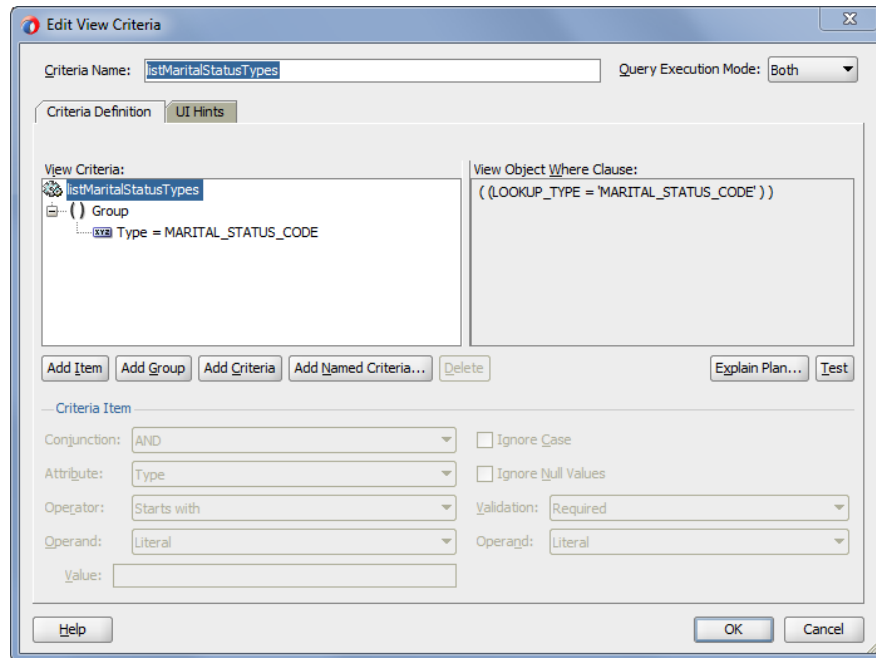 Edit View Criteria
Criteria Name: listMaritalStatusTypes Query Execution Mode: Both
Criteria Definition UI Hints
View Criteria: View Object Where Clause:
listMaritalStatusTypes ( (LOOKUP_TYPE = 'MARITAL_STATUS_CODE' ) )
( ) Group
XYZ Type = MARITAL_STATUS_CODE
Add Item Add Group Add Criteria Add Named Criteria... Delete Explain Plan... Test
Criteria Item
Conjunction: AND Ignore Case
Attribute: Type Ignore Null Values
Operator: Starts with Validation: Required
Operand: Literal Operand: Literal
Value:
Help OK Cancel